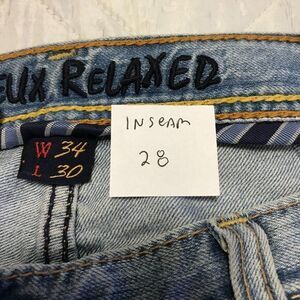 EUX RELAXED
INSEAM
28
W 34
L 30